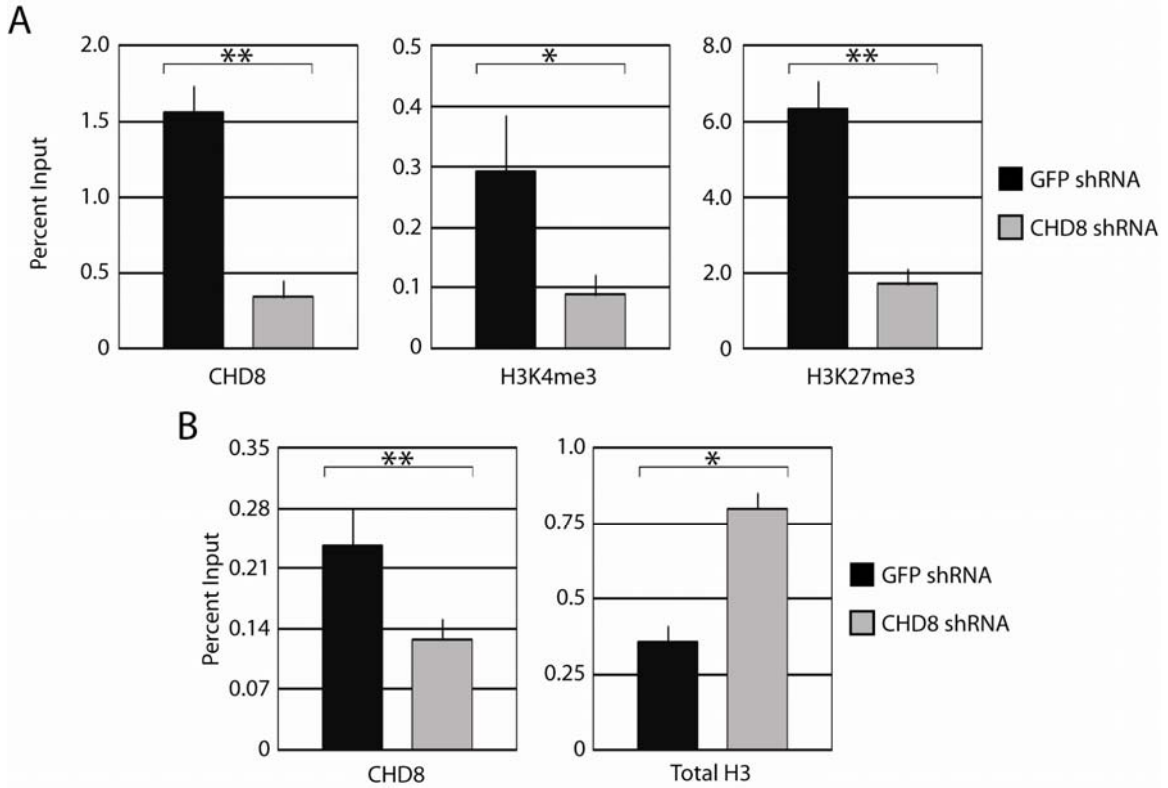 A
2.0
1.5
1.0
0.5
0
Percent Input
**
CHD8
0.5
0.4
0.3
0.2
0.1
0
*
H3K4me3
8.0
6.0
4.0
2.0
0
**
H3K27me3
GFP shRNA
CHD8 shRNA
B
0.35
0.28
0.21
0.14
0.07
0
Percent Input
**
CHD8
1.0
0.75
0.5
0.25
0
*
Total H3
GFP shRNA
CHD8 shRNA